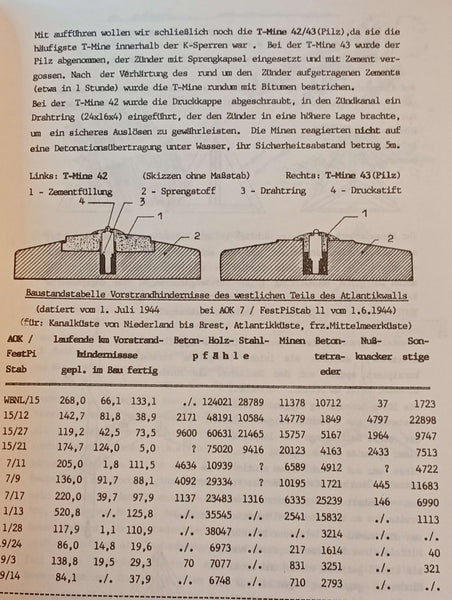 Mit aufführen wollen wir schließlich noch die T-Mine 42/43(Pilz),da sie die
häufigste T-Mine innerhalb der K-Sperren war . Bei der T-Mine 43 wurde der
Pilz abgenommen, der Zünder mit Sprengkapsel eingesetzt und mit Zement ver-
gossen. Nach der Verhärtung des rund um den Zünder aufgetragenen Zements
(etwa in 1 Stunde) wurde die T-Mine rundum mit Bitumen bestrichen.
Bei der T-Mine 42 wurde die Druckkappe abgeschraubt, in den Zündkanal ein
Drahtring (24x16x4) eingeführt, der den Zünder in eine höhere Lage brachte,
um ein sicheres Auslösen zu gewährleisten. Die Minen reagierten nicht auf
eine Detonationsübertragung unter Wasser, ihr Sicherheitsabstand betrug 5m.
Links: T-Mine 42 (Skizzen ohne Maßstab) Rechts: T-Mine 43(Pilz)
1 - Zementfüllung 2 - Sprengstoff 3 - Drahtring 4 - Druckstift
4 3 1 2 1 2
Baustandstabelle Vorstrandhindernisse des westlichen Teils des Atlantikwalls
(datiert vom 1. Juli 1944 bei AOK 7 / FestPiStab 11 vom 1.6.1944)
(für: Kanalküste von Niederland bis Brest, Atlantikküste, frz.Mittelmeerküste)
AOK / laufende km Vorstrand- Beton- Holz- Stahl- Minen Beton- Nuß- Son-
FestPi hindernisse pfähle tetra- knacker stige
Stab gepl. im Bau fertig eder
WBNL/15 268,0 66,1 133,1 ./. 124021 28789 11378 10712 37 1723
15/12 142,7 81,8 38,9 2171 48191 10584 14779 1849 4797 22898
15/27 119,2 42,5 73,5 9600 60631 21465 15757 5167 1964 9747
15/21 174,7 124,0 5,0 ? 75020 9416 20123 4163 2433 7513
7/11 205,0 1,8 111,5 4634 10939 ? 6589 4912 ? 4722
7/9 136,0 91,7 88,1 4092 29334 ? 10195 1721 445 11683
7/17 220,0 39,7 97,9 1137 23483 1316 6335 25239 146 6990
1/13 520,8 ./. 125,8 ./. 35545 ./. 2541 15832 ./. 1113
1/28 117,9 1,1 110,9 ./. 38047 ./. ./. 3214 ./. ./.
19/24 86,0 14,8 19,6 ./. 6973 ./. 217 1614 ./. 40
19/3 138,8 19,5 29,3 70 7077 ./. 831 3251 ./. 321
19/14 84,1 ./. 37,9 ./. 6748 ./. 710 2793 ./. ./.